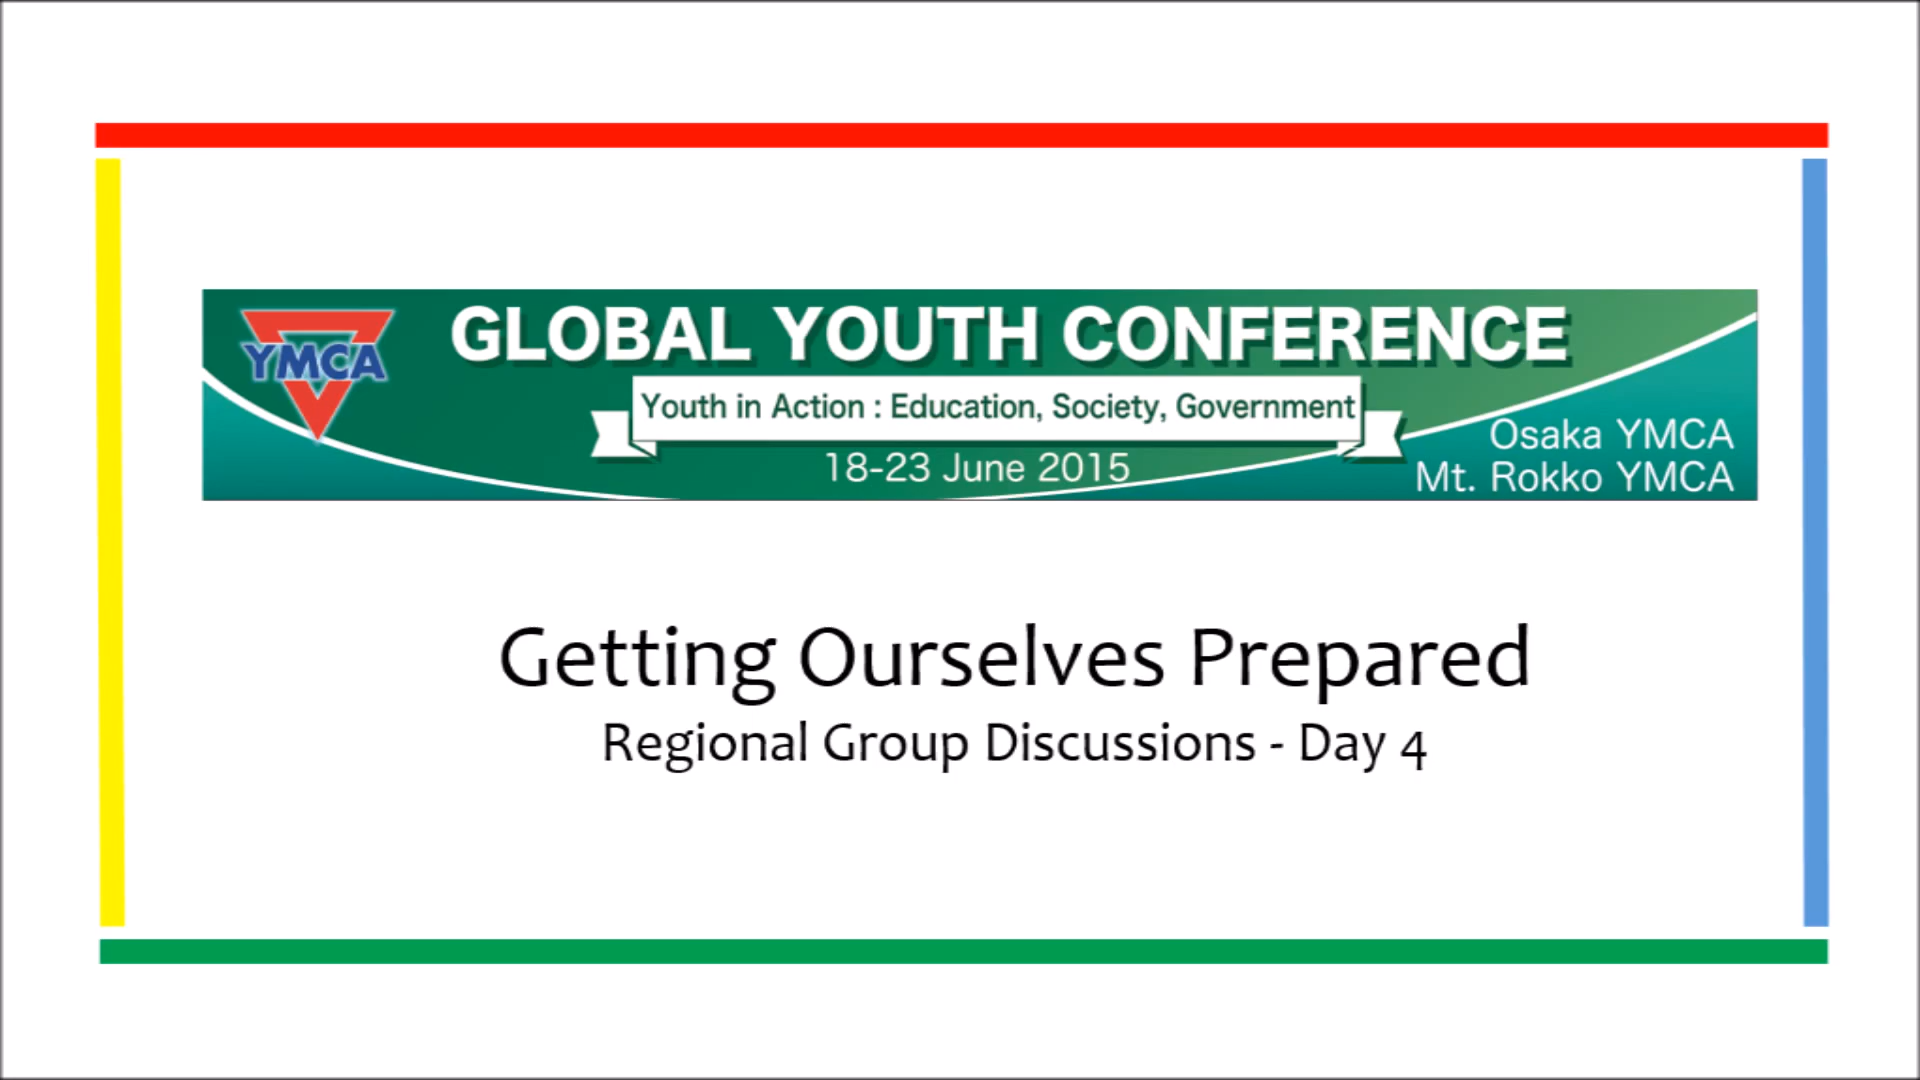 YMCA
GLOBAL YOUTH CONFERENCE
Youth in Action : Education, Society, Government
18-23 June 2015
Osaka YMCA
Mt. Rokko YMCA
Getting Ourselves Prepared
Regional Group Discussions - Day 4